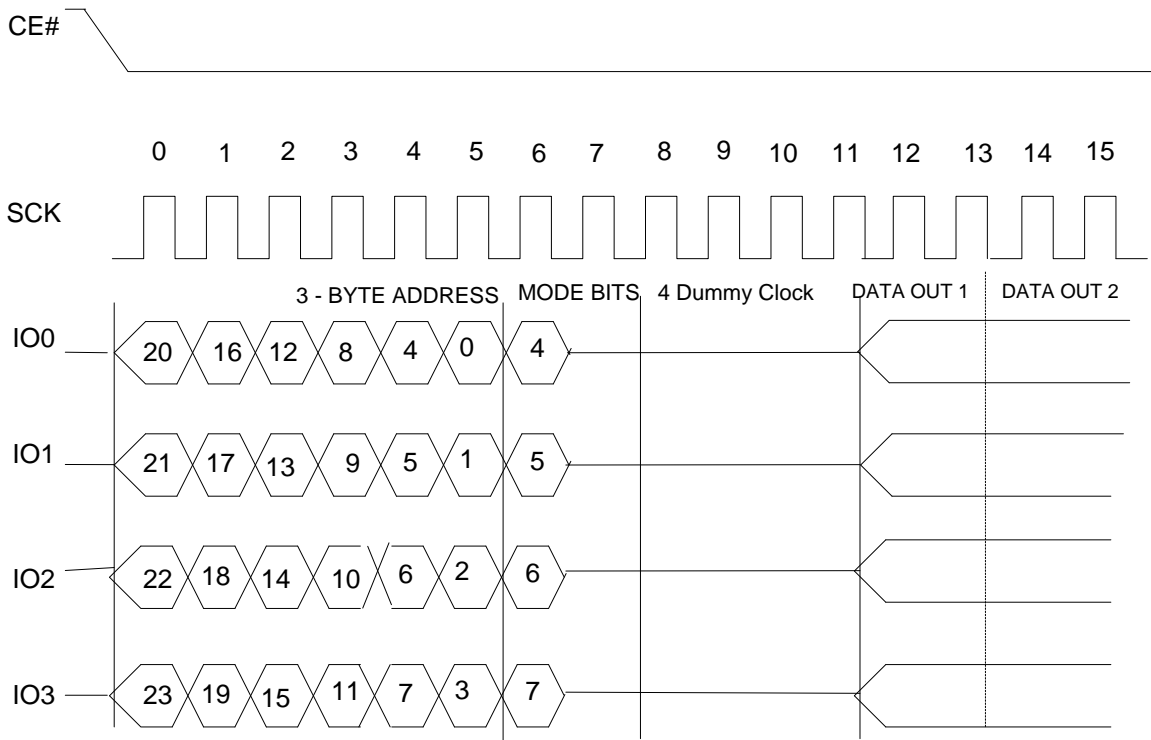 CE#
0 1 2 3 4 5 6 7 8 9 10 11 12 13 14 15
SCK
3 - BYTE ADDRESS MODE BITS 4 Dummy Clock DATA OUT 1 DATA OUT 2
IO0 20 16 12 8 4 0 4
IO1 21 17 13 9 5 1 5
IO2 22 18 14 10 6 2 6
IO3 23 19 15 11 7 3 7